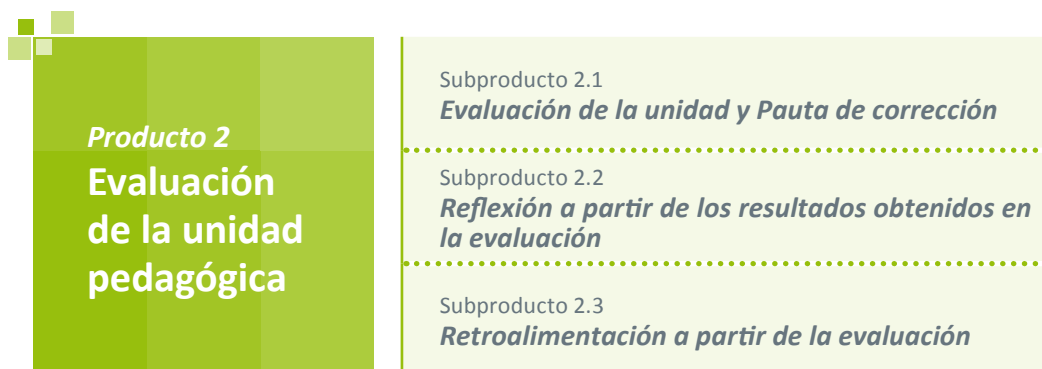 Producto 2
Evaluación
de la unidad
pedagógica
Subproducto 2.1
Evaluación de la unidad y Pauta de corrección
Subproducto 2.2
Reflexión a partir de los resultados obtenidos en
la evaluación
Subproducto 2.3
Retroalimentación a partir de la evaluación